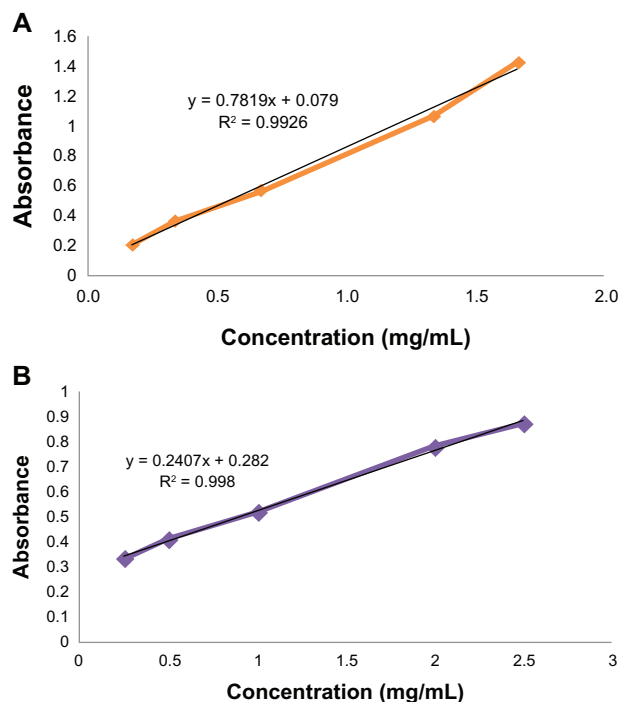 A
1.6
1.4
1.2
1
0.8
0.6
0.4
0.2
0
Absorbance
y = 0.7819x + 0.079
R² = 0.9926
0.0 0.5 1.0 1.5 2.0
Concentration (mg/mL)
B
1
0.9
0.8
0.7
0.6
0.5
0.4
0.3
0.2
0.1
0
Absorbance
y = 0.2407x + 0.282
R² = 0.998
0.5 1 2 2.5 3
Concentration (mg/mL)